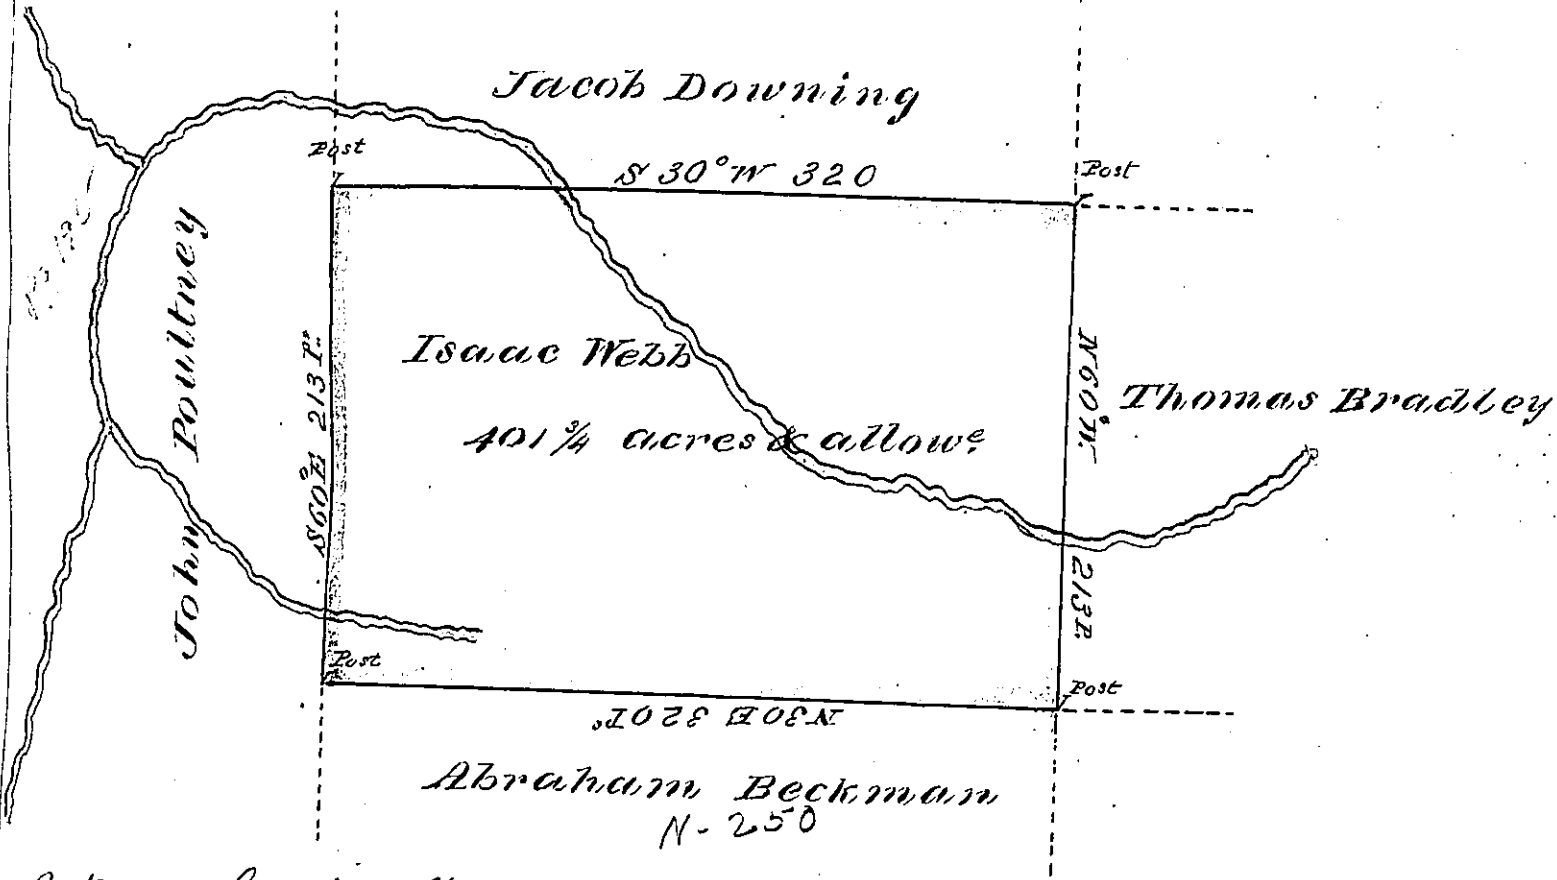 Jacob Downing
Post
S 30° W 320
Post
John Poultney
S 60° E 213 P.
Isaac Webb
401 3/4 acres & allowe.
N 60° W.
213 P.
Thomas Bradley
Post
Post
N 30 E 320 P.
Abraham Beckman
N-250